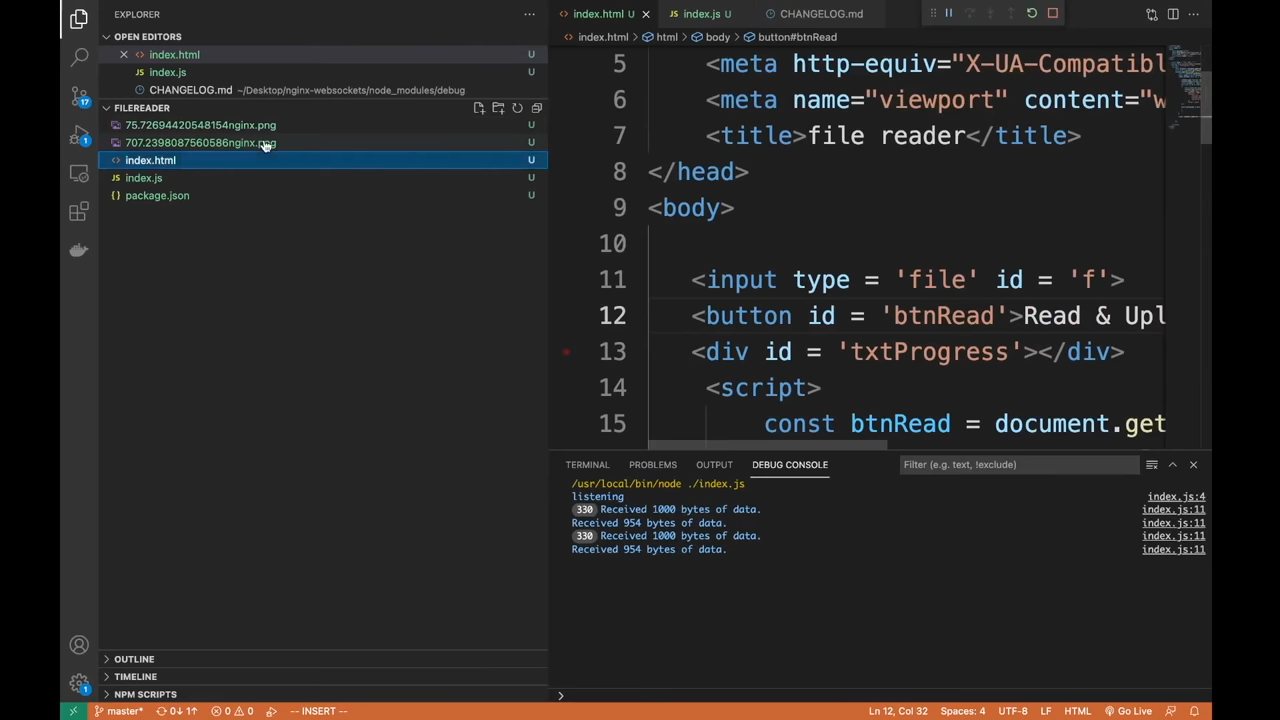 EXPLORER
OPEN EDITORS
index.html U
index.js U
CHANGELOG.md ~/Desktop/nginx-websockets/node_modules/debug
FILEREADER
75.72694420548154nginx.png U
707.2398087560586nginx.png U
index.html U
index.js U
package.json U
OUTLINE
TIMELINE
NPM SCRIPTS
17
1
1
index.html U
index.js U
CHANGELOG.md
index.html > html > body > button#btnRead
5 <meta http-equiv="X-UA-Compatibl
6 <meta name="viewport" content="w
7 <title>file reader</title>
8 </head>
9 <body>
10
11 <input type = 'file' id = 'f'>
12 <button id = 'btnRead'>Read & Upl
13 <div id = 'txtProgress'></div>
14 <script>
15 const btnRead = document.get
TERMINAL PROBLEMS OUTPUT DEBUG CONSOLE Filter (e.g. text, !exclude)
/usr/local/bin/node ./index.js
listening index.js:4
330 Received 1000 bytes of data. index.js:11
Received 954 bytes of data. index.js:11
330 Received 1000 bytes of data. index.js:11
Received 954 bytes of data. index.js:11
master* 0↓ 1↑ 0 0 -- INSERT -- Ln 12, Col 32 Spaces: 4 UTF-8 LF HTML Go Live